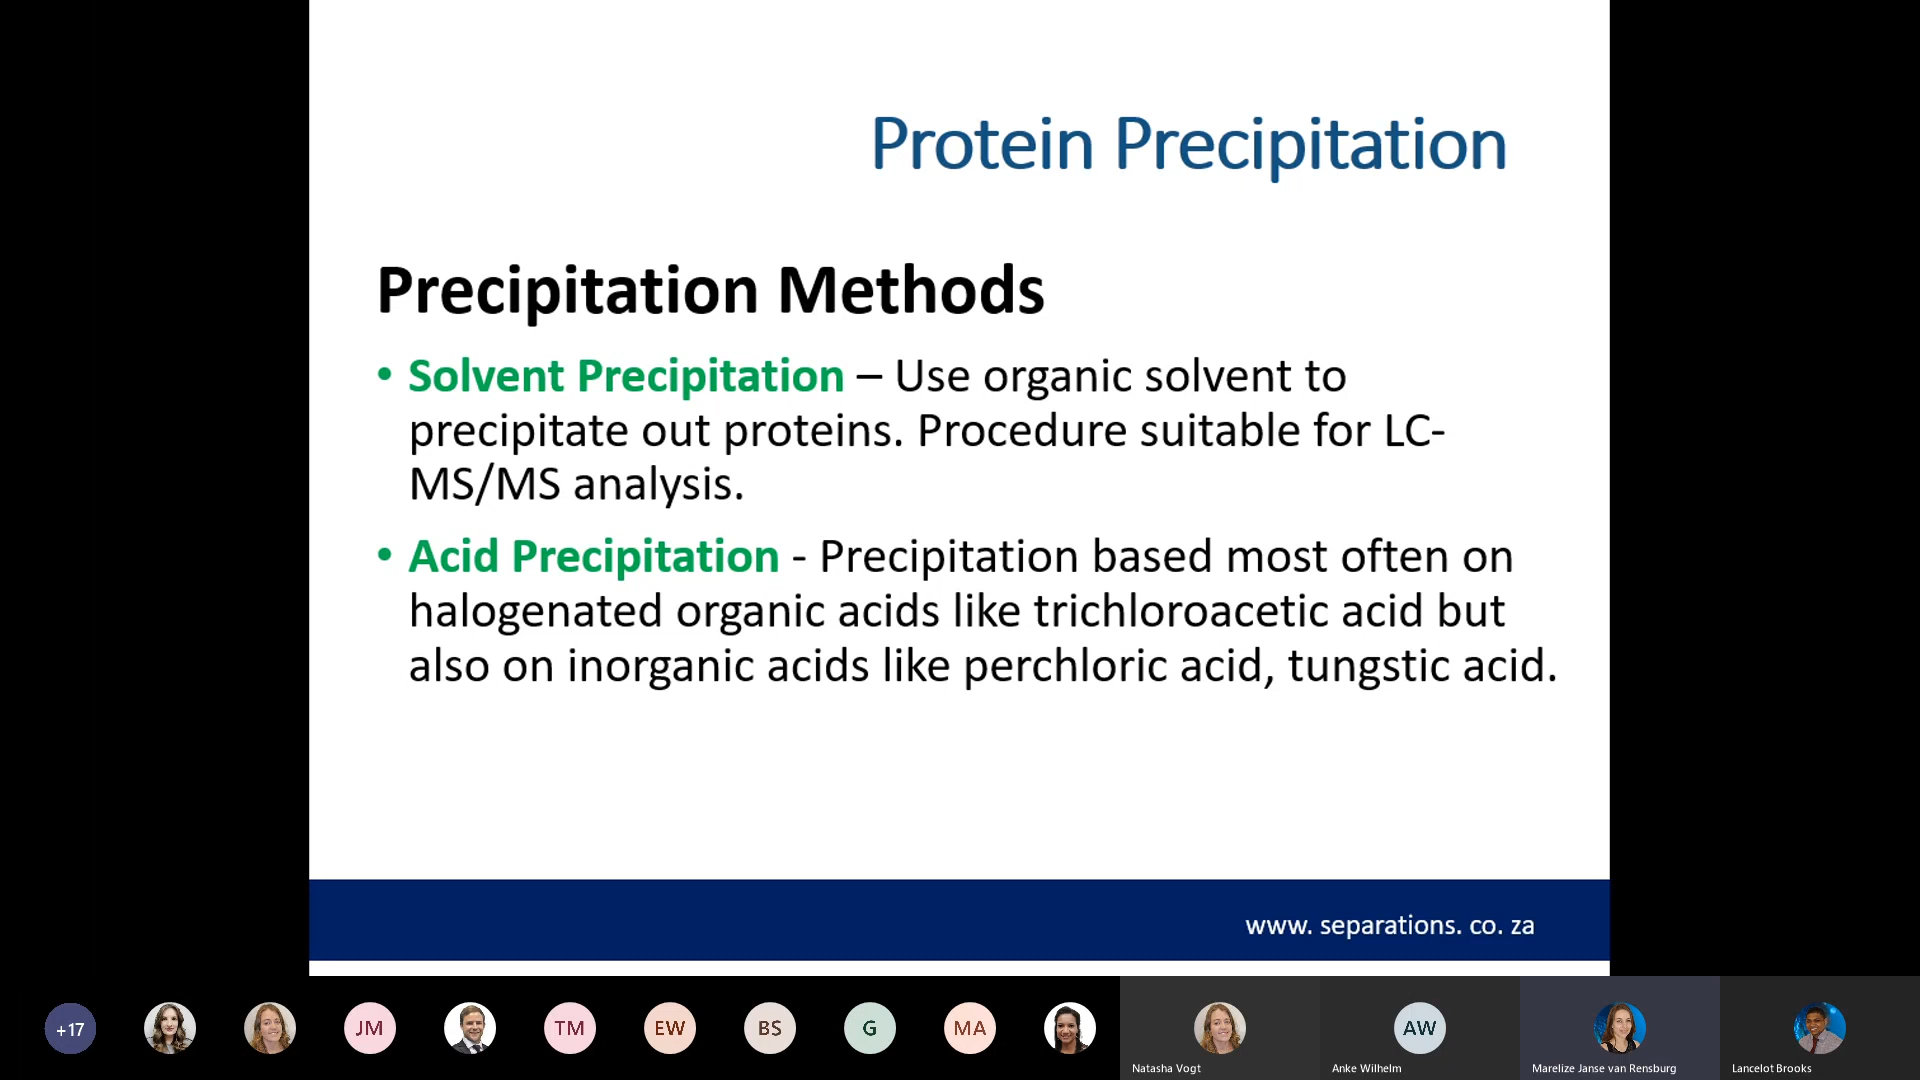 Protein Precipitation
Precipitation Methods
• Solvent Precipitation – Use organic solvent to
precipitate out proteins. Procedure suitable for LC-
MS/MS analysis.
• Acid Precipitation - Precipitation based most often on
halogenated organic acids like trichloroacetic acid but
also on inorganic acids like perchloric acid, tungstic acid.
www. separations. co. za
+17
JM
TM
EW
BS
G
MA
AW
Natasha Vogt
Anke Wilhelm
Marelize Janse van Rensburg
Lancelot Brooks